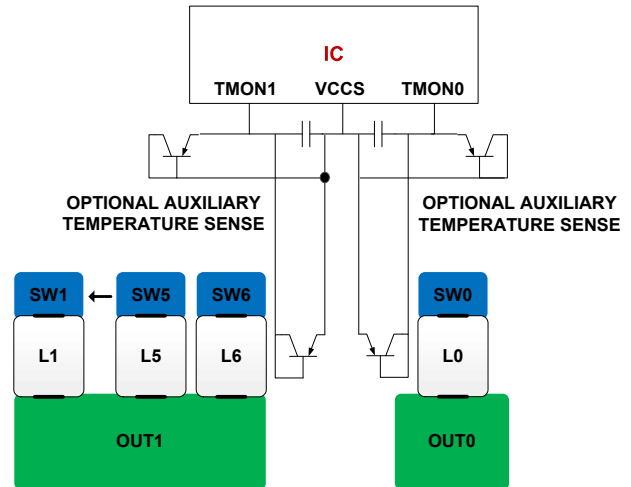 IC
TMON1 VCCS TMON0
OPTIONAL AUXILIARY
TEMPERATURE SENSE
OPTIONAL AUXILIARY
TEMPERATURE SENSE
SW1 SW5 SW6 SW0
L1 L5 L6 L0
OUT1 OUT0